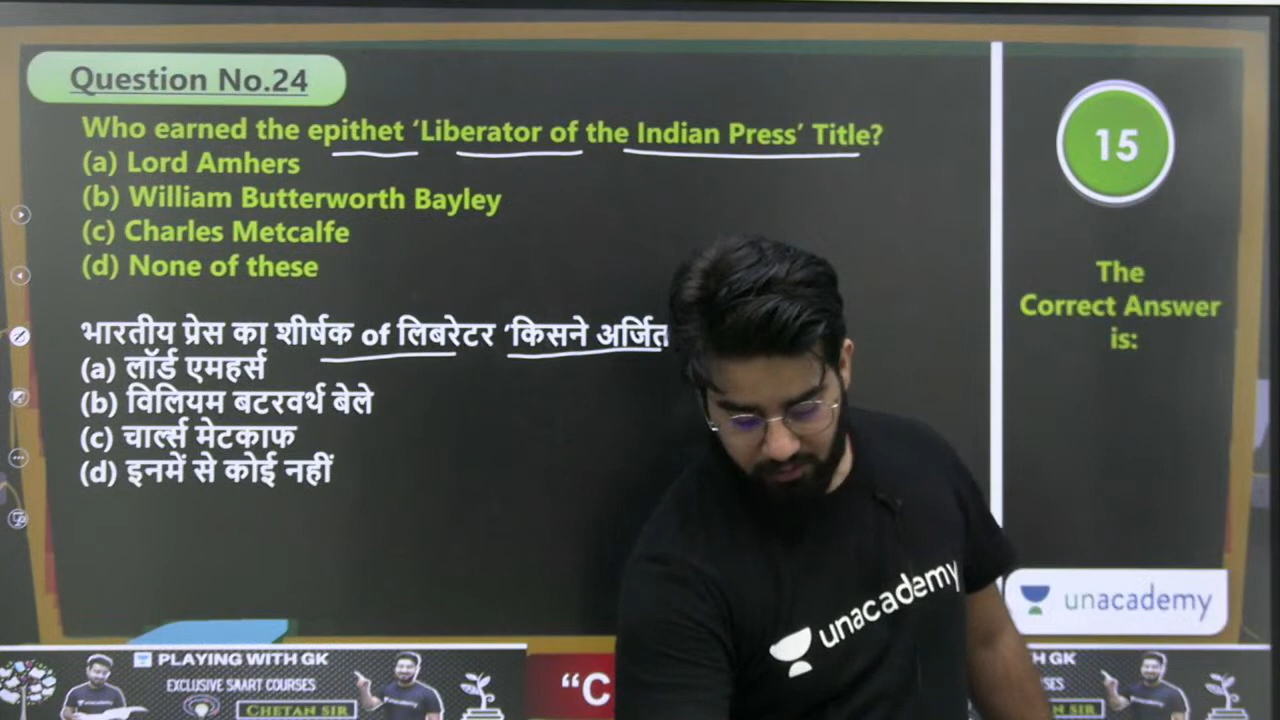 Question No.24
Who earned the epithet ‘Liberator of the Indian Press’ Title?
(a) Lord Amhers
(b) William Butterworth Bayley
(c) Charles Metcalfe
(d) None of these
भारतीय प्रेस का शीर्षक of लिबरेटर ‘किसने अर्जित
(a) लॉर्ड एमहर्स
(b) विलियम बटरवर्थ बेले
(c) चार्ल्स मेटकाफ
(d) इनमें से कोई नहीं
15
The
Correct Answer
is:
unacademy
unacademy
PLAYING WITH GK
EXCLUSIVE SAART COURSES
CHETAN SIR
“C
H GK
SES
N SIR